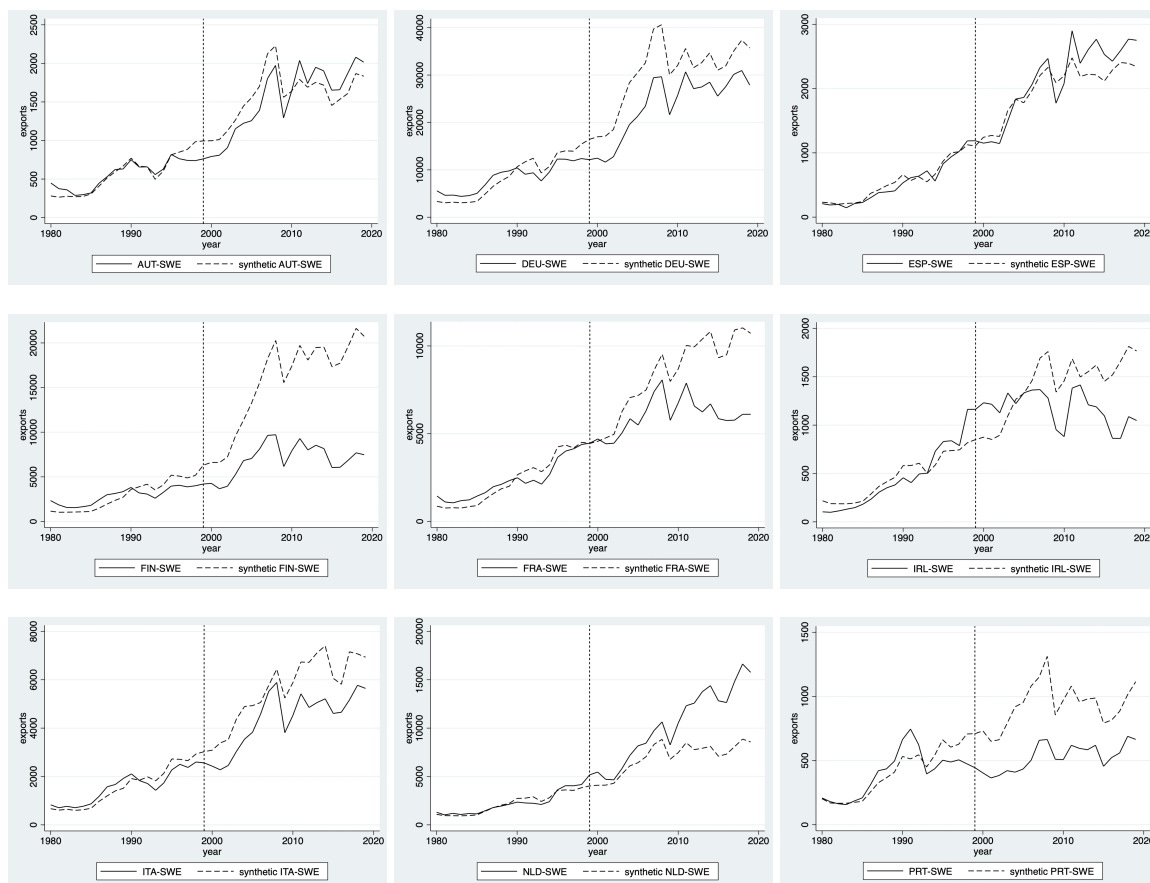 exports
0 500 1000 1500 2000 2500
1980 1990 2000 2010 2020
year
AUT-SWE synthetic AUT-SWE
exports
0 10000 20000 30000 40000
1980 1990 2000 2010 2020
year
DEU-SWE synthetic DEU-SWE
exports
0 1000 2000 3000
1980 1990 2000 2010 2020
year
ESP-SWE synthetic ESP-SWE
exports
0 5000 10000 15000 20000
1980 1990 2000 2010 2020
year
FIN-SWE synthetic FIN-SWE
exports
0 5000 10000
1980 1990 2000 2010 2020
year
FRA-SWE synthetic FRA-SWE
exports
0 500 1000 1500 2000
1980 1990 2000 2010 2020
year
IRL-SWE synthetic IRL-SWE
exports
0 2000 4000 6000 8000
1980 1990 2000 2010 2020
year
ITA-SWE synthetic ITA-SWE
exports
0 5000 10000 15000 20000
1980 1990 2000 2010 2020
year
NLD-SWE synthetic NLD-SWE
exports
0 500 1000 1500
1980 1990 2000 2010 2020
year
PRT-SWE synthetic PRT-SWE